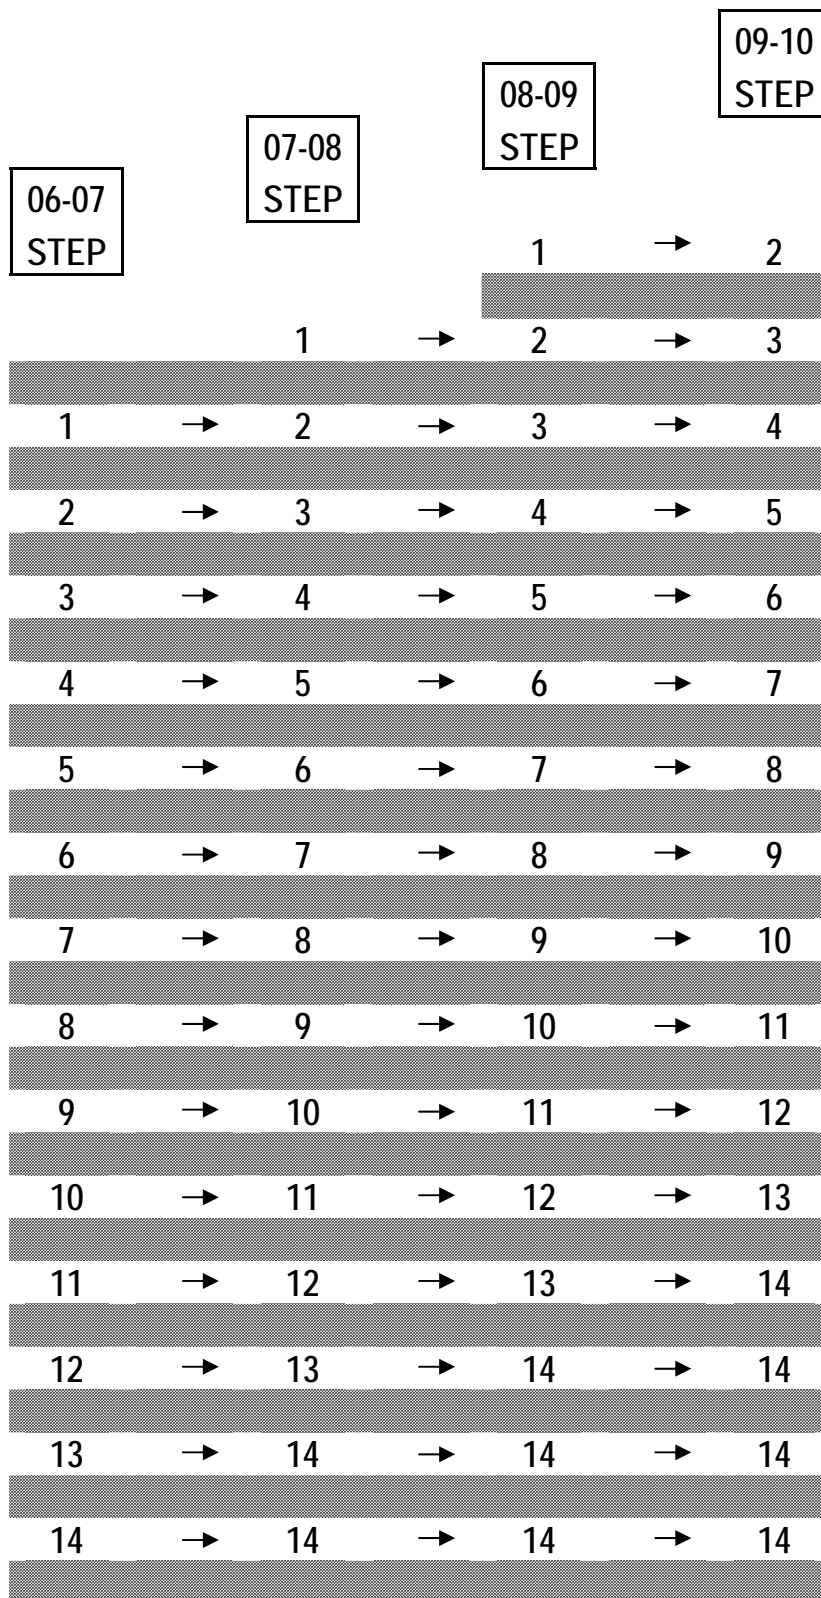 09-10
STEP
08-09
STEP
07-08
STEP
06-07
STEP
1 → 2
1 → 2 → 3
1 → 2 → 3 → 4
2 → 3 → 4 → 5
3 → 4 → 5 → 6
4 → 5 → 6 → 7
5 → 6 → 7 → 8
6 → 7 → 8 → 9
7 → 8 → 9 → 10
8 → 9 → 10 → 11
9 → 10 → 11 → 12
10 → 11 → 12 → 13
11 → 12 → 13 → 14
12 → 13 → 14 → 14
13 → 14 → 14 → 14
14 → 14 → 14 → 14